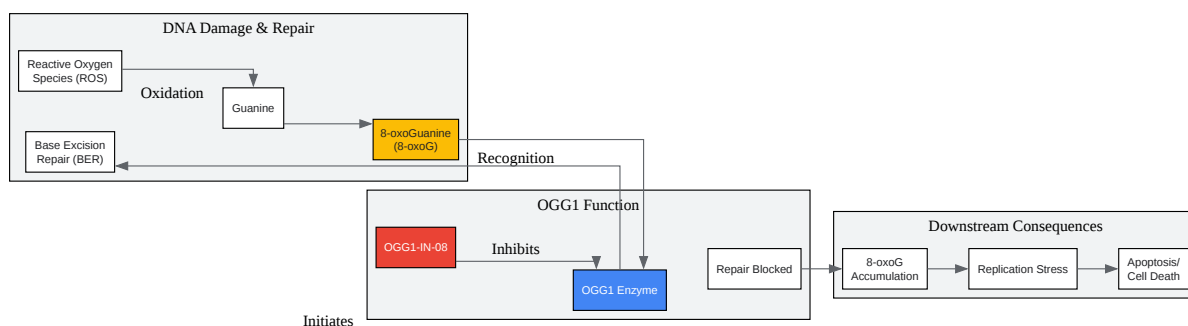 DNA Damage & Repair
Reactive Oxygen
Species (ROS)
Oxidation
Guanine
8-oxoGuanine
(8-oxoG)
Base Excision
Repair (BER)
Recognition
OGG1 Function
OGG1-IN-08
Inhibits
OGG1 Enzyme
Repair Blocked
Initiates
Downstream Consequences
8-oxoG
Accumulation
Replication Stress
Apoptosis/
Cell Death